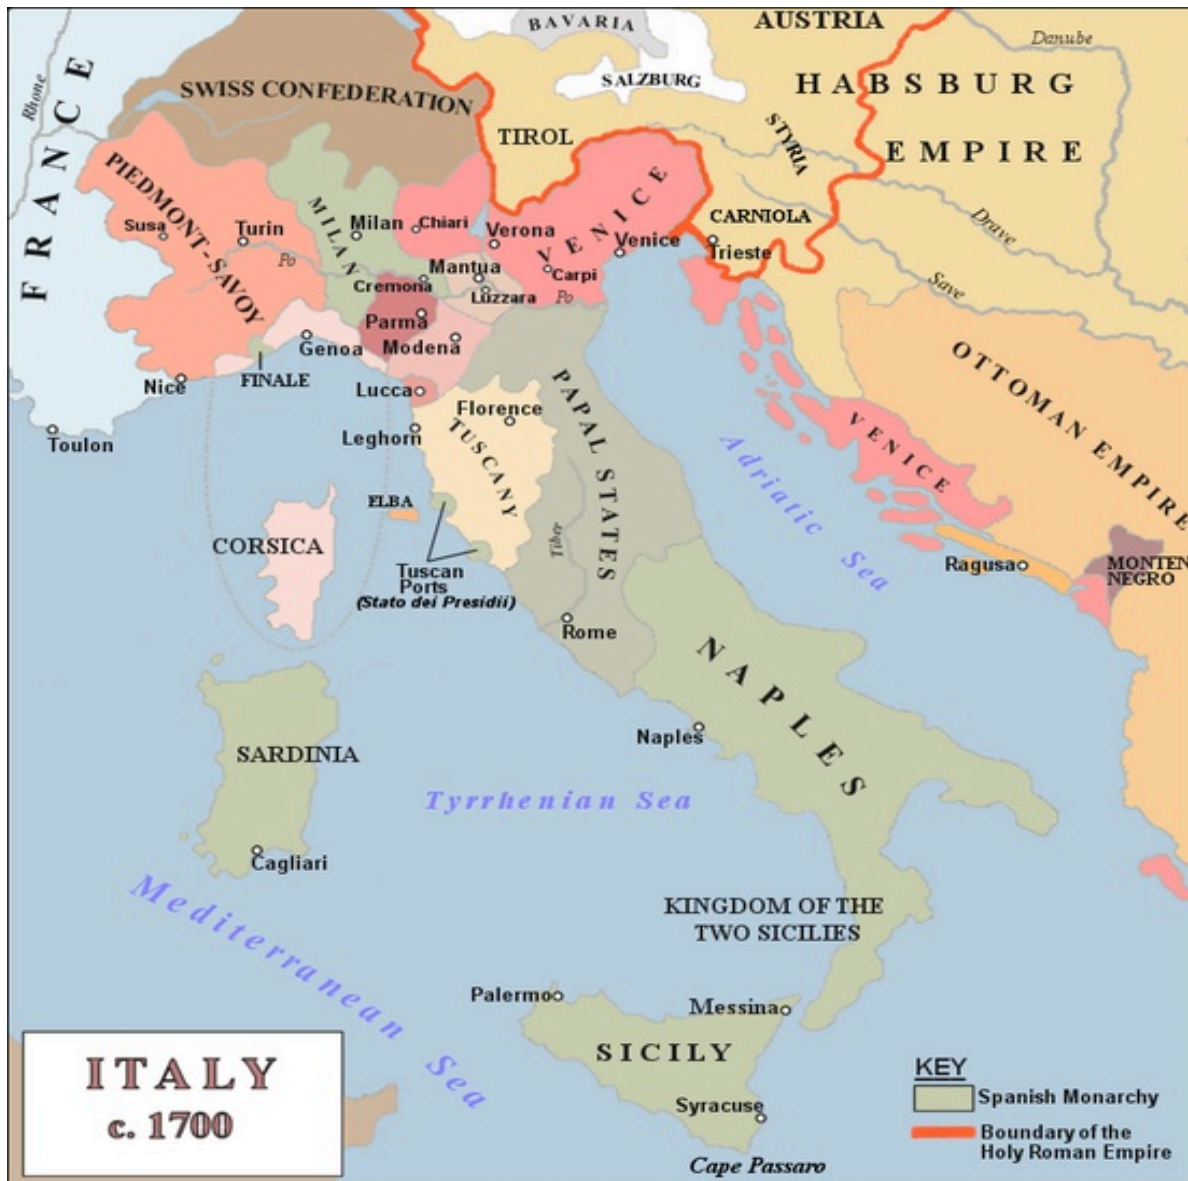 BAVARIA
AUSTRIA
Danube
SALZBURG
HABSBURG
EMPIRE
Rhone
FRANCE
SWISS CONFEDERATION
TIROL
STYRIA
PIEDMONT-SAVOY
MILAN
VENICE
CARNIOLA
Drave
Susa
Turin
Milan
Chiari
Verona
Venice
Trieste
Po
Mantua
Carpi
Cremona
Luzzara
Po
Save
Parma
Modena
Genoa
OTTOMAN EMPIRE
Nice
FINALE
Lucca
Florence
PAPAL STATES
Toulon
Leghorn
TUSCANY
VENICE
Adriatic Sea
ELBA
CORSICA
Tiber
Tuscan
Ports
(Stato dei Presidii)
Ragusa
MONTEN
NEGRO
Rome
NAPLES
Naples
SARDINIA
Tyrrhenian Sea
Cagliari
Mediterranean Sea
KINGDOM OF THE
TWO SICILIES
Palermo
Messina
SICILY
Syracuse
Cape Passaro
ITALY
c. 1700
KEY
Spanish Monarchy
Boundary of the
Holy Roman Empire